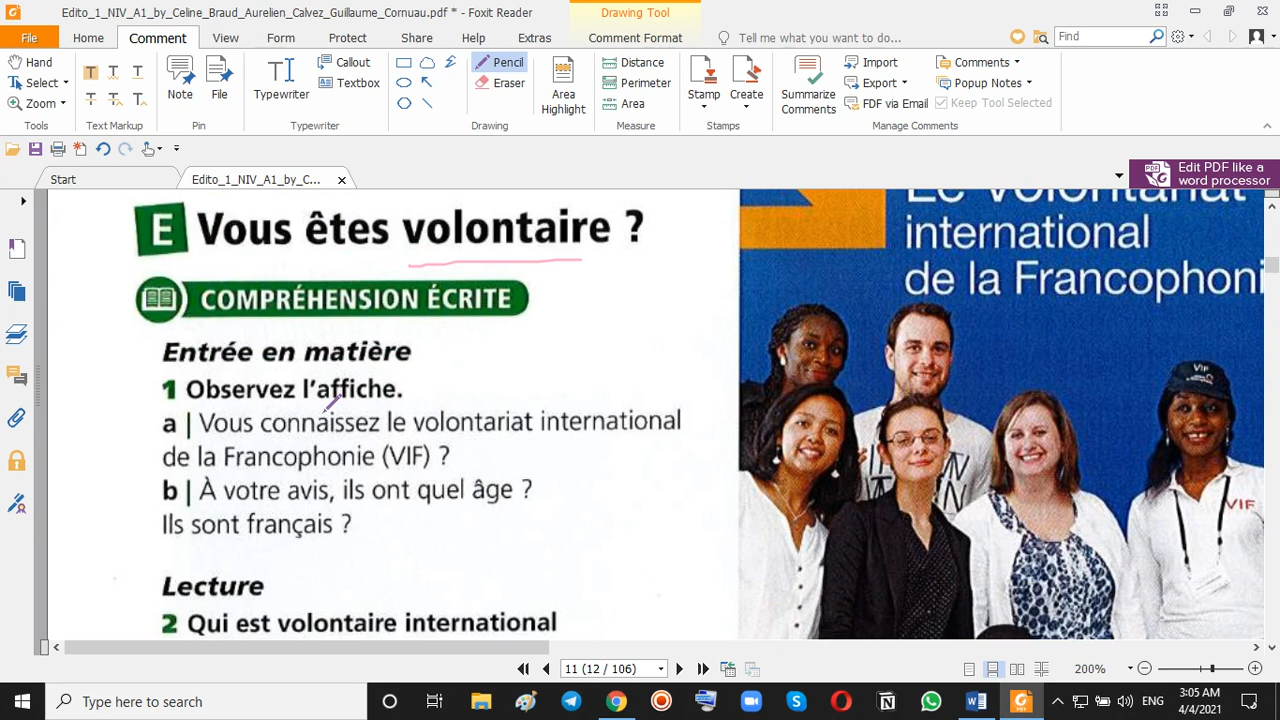 Edito_1_NIV_A1_by_Celine_Braud_Aurelien_Calvez_Guillaume_Cornuau.pdf * - Foxit Reader
Drawing Tool
File Home Comment View Form Protect Share Help Extras Comment Format Tell me what you want to do... Find
Hand
Select
Zoom
Tools
Text Markup
Note
File
Pin
Typewriter
Callout
Textbox
Typewriter
Pencil
Eraser
Area
Highlight
Drawing
Distance
Perimeter
Area
Measure
Stamp
Create
Stamps
Summarize
Comments
Import
Export
FDF via Email
Comments
Popup Notes
Keep Tool Selected
Manage Comments
Start
Edito_1_NIV_A1_by_C...
Edit PDF like a
word processor
E Vous êtes volontaire ?
COMPRÉHENSION ÉCRITE
Entrée en matière
1 Observez l'affiche.
a | Vous connaissez le volontariat international
de la Francophonie (VIF) ?
b | À votre avis, ils ont quel âge ?
Ils sont français ?
Lecture
2 Qui est volontaire international
Le volontariat
international
de la Francophoni
VIF
VIF
11 (12 / 106)
200%
Type here to search
ENG
3:05 AM
4/4/2021